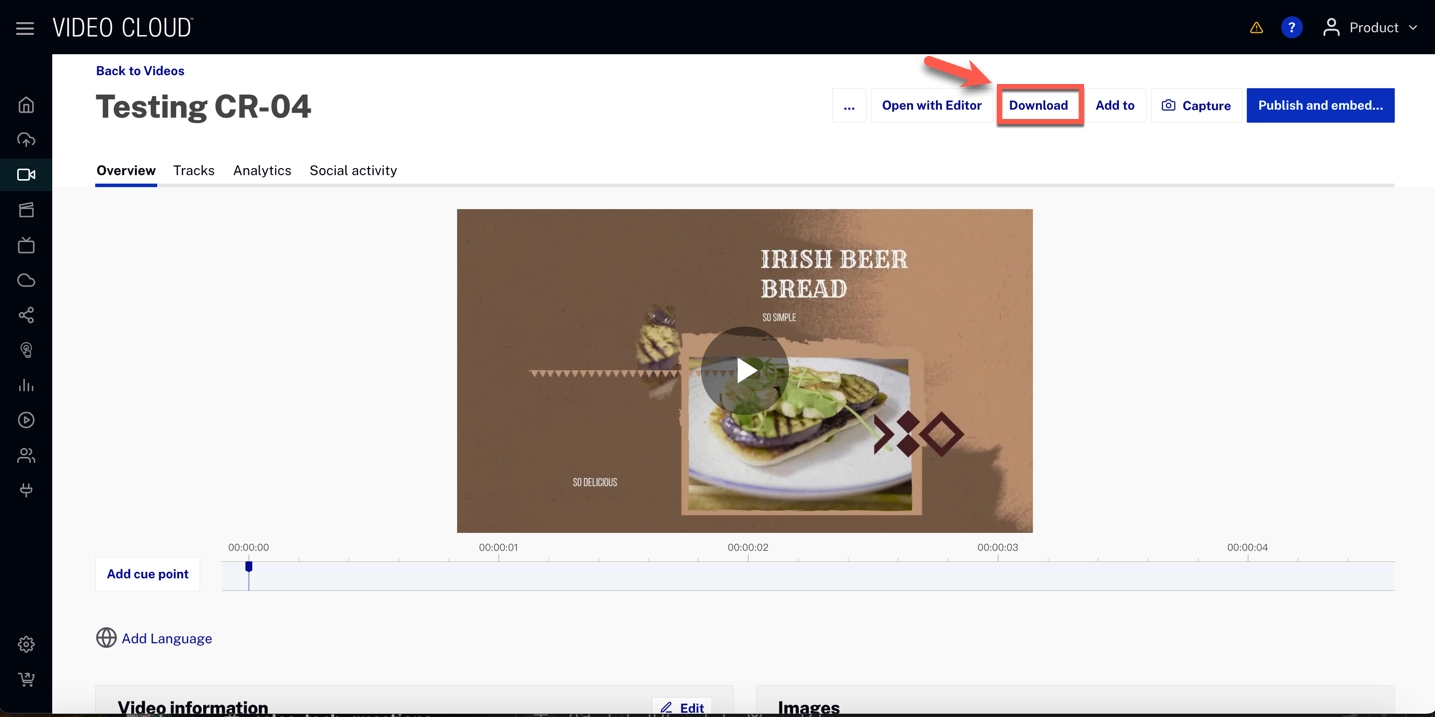 VIDEO CLOUD
?
Product
Back to Videos
Testing CR-04
...
Open with Editor
Download
Add to
Capture
Publish and embed...
Overview
Tracks
Analytics
Social activity
IRISH BEER
BREAD
SO SIMPLE
SO DELICIOUS
00:00:00
00:00:01
00:00:02
00:00:03
00:00:04
Add cue point
Add Language
Video information
Edit
Images